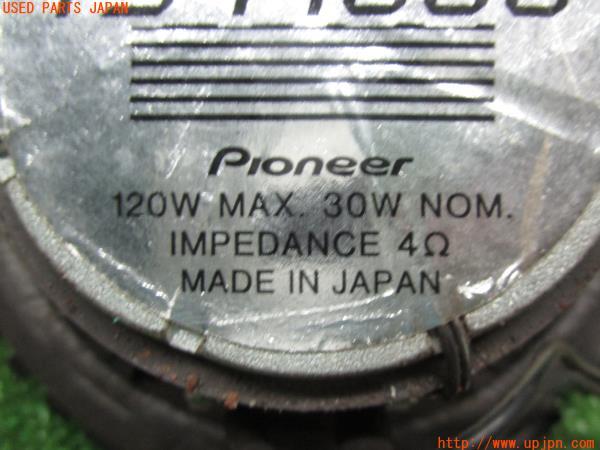 USED PARTS JAPAN
Pioneer
120W MAX. 30W NOM.
IMPEDANCE 4Ω
MADE IN JAPAN
http://www.upjpn.com/